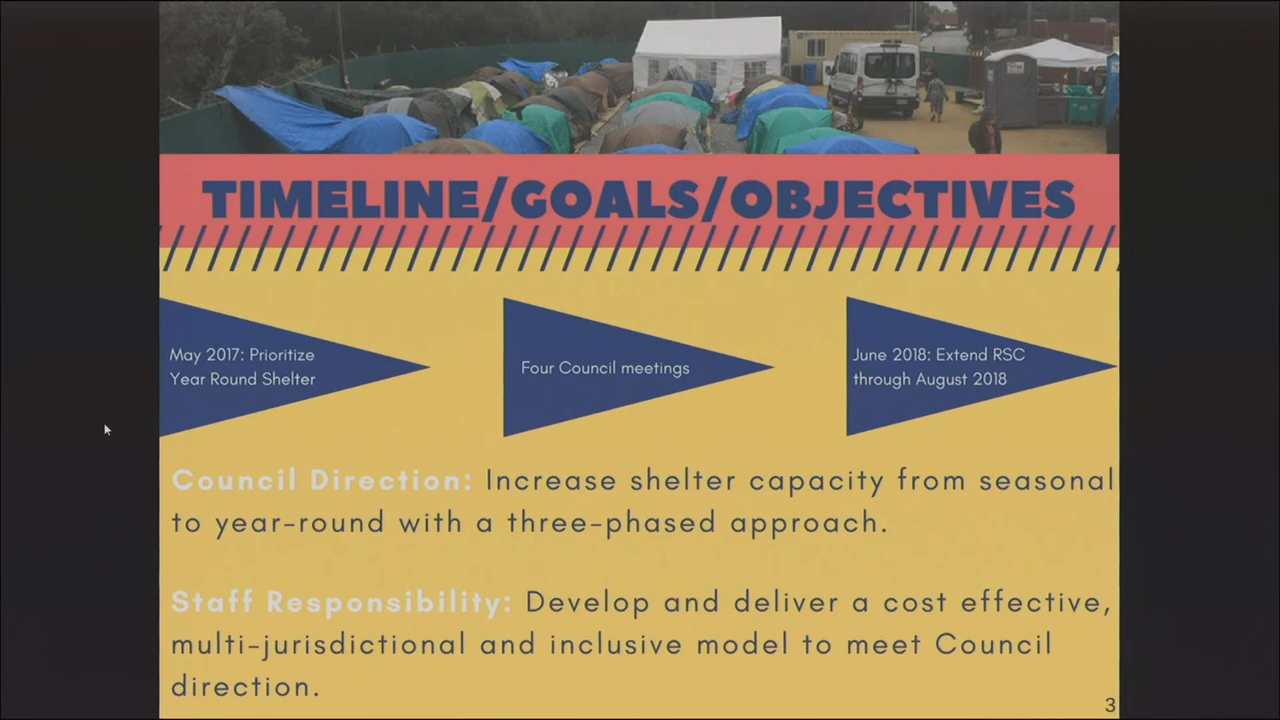 TIMELINE/GOALS/OBJECTIVES
May 2017: Prioritize
Year Round Shelter
Four Council meetings
June 2018: Extend RSC
through August 2018
Council Direction: Increase shelter capacity from seasonal
to year-round with a three-phased approach.
Staff Responsibility: Develop and deliver a cost effective,
multi-jurisdictional and inclusive model to meet Council
direction.
3